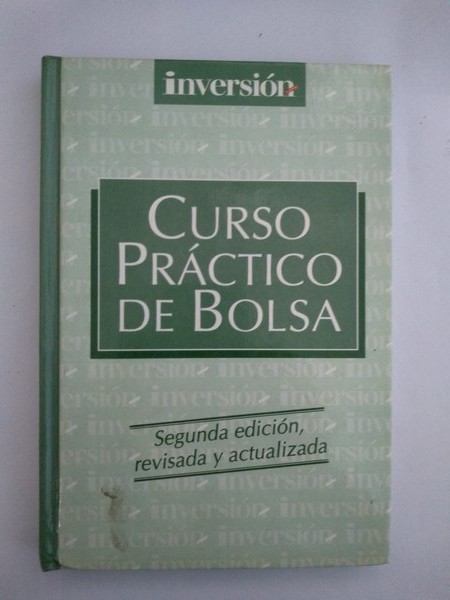 inversión
CURSO
PRÁCTICO
DE BOLSA
Segunda edición,
revisada y actualizada